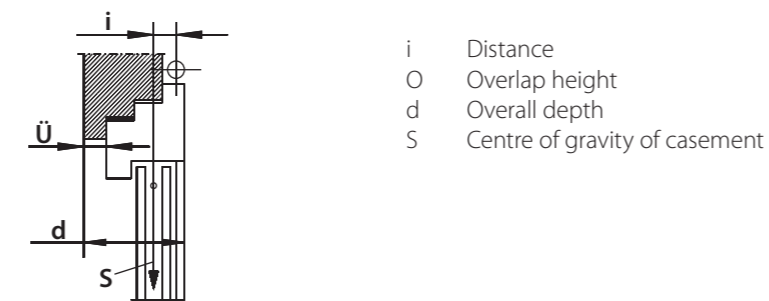 i
Ü
d
S
i Distance
O Overlap height
d Overall depth
S Centre of gravity of casement